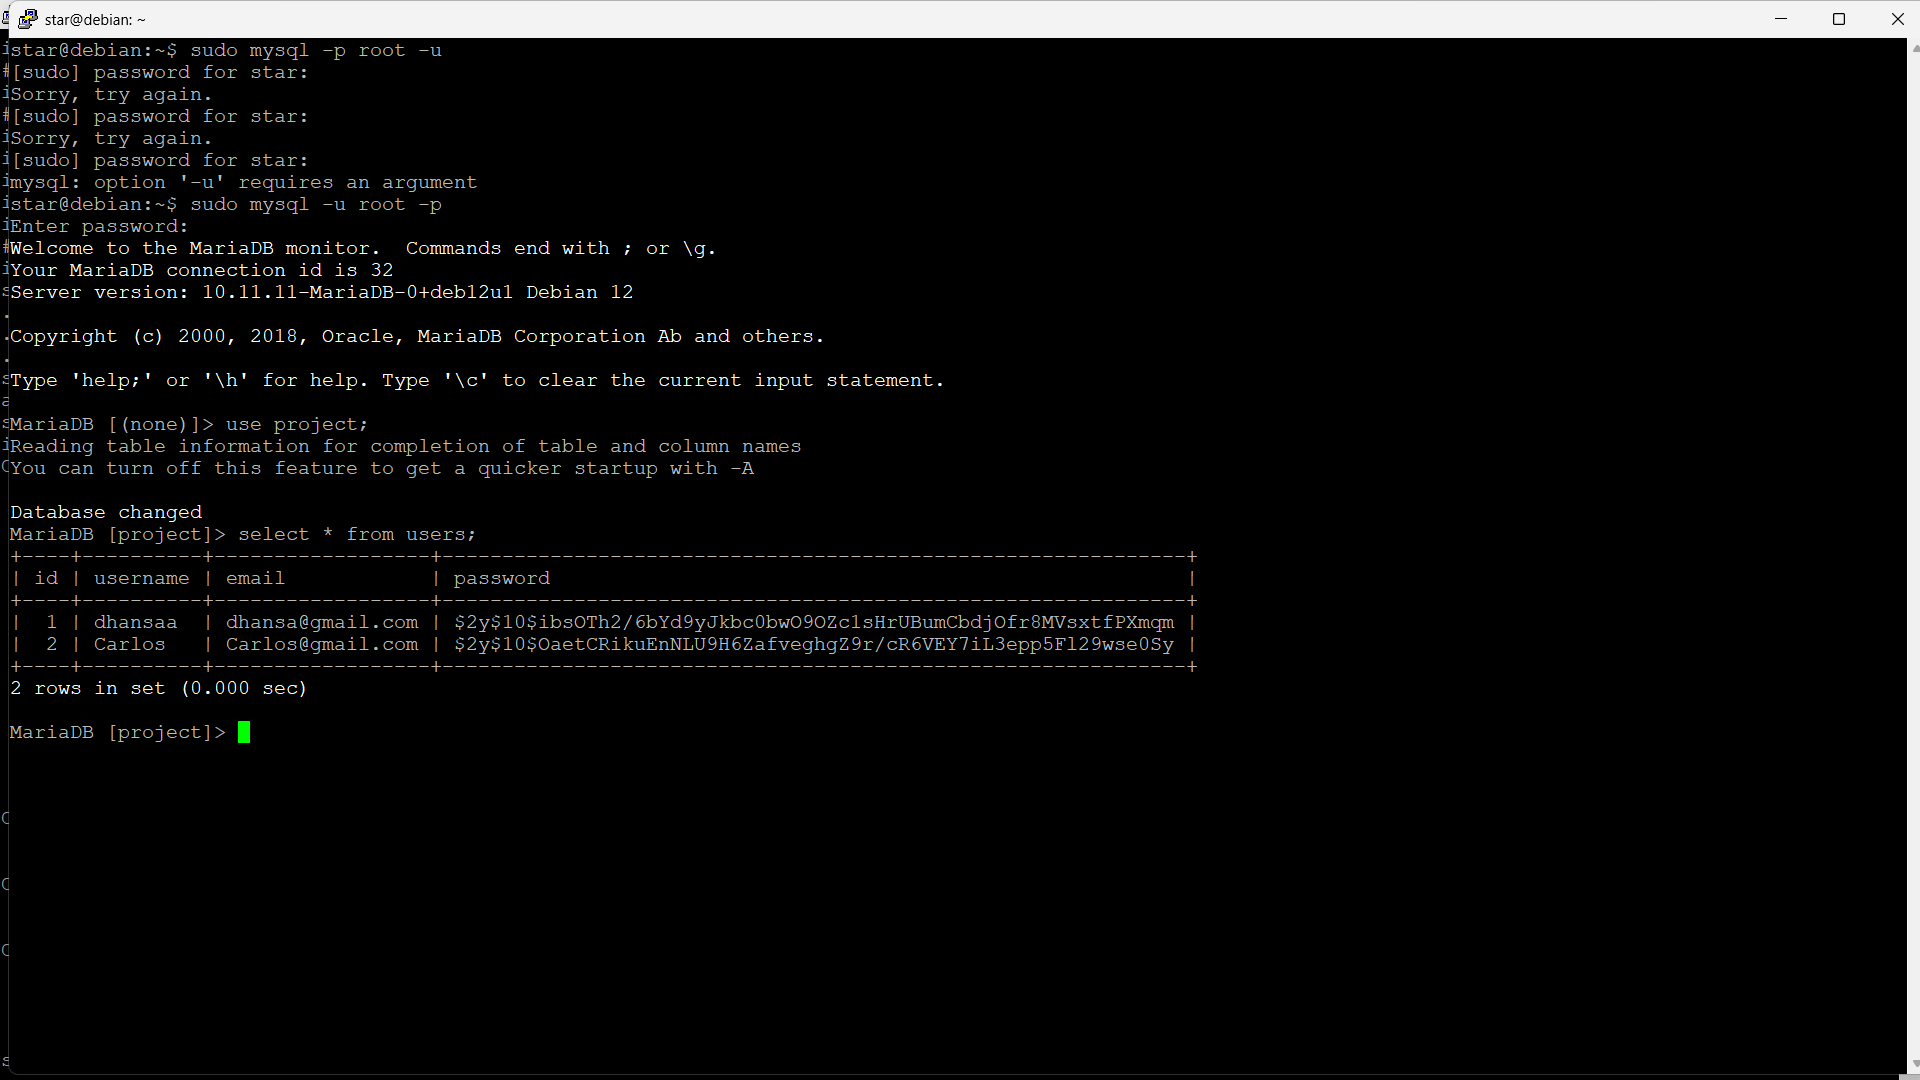 star@debian: ~
star@debian:~$ sudo mysql -p root -u
[sudo] password for star:
Sorry, try again.
[sudo] password for star:
Sorry, try again.
[sudo] password for star:
mysql: option '-u' requires an argument
star@debian:~$ sudo mysql -u root -p
Enter password:
Welcome to the MariaDB monitor.  Commands end with ; or \g.
Your MariaDB connection id is 32
Server version: 10.11.11-MariaDB-0+deb12u1 Debian 12
Copyright (c) 2000, 2018, Oracle, MariaDB Corporation Ab and others.
Type 'help;' or '\h' for help. Type '\c' to clear the current input statement.
MariaDB [(none)]> use project;
Reading table information for completion of table and column names
You can turn off this feature to get a quicker startup with -A
Database changed
MariaDB [project]> select * from users;
+----+----------+------------------+--------------------------------------------------------------+
| id | username | email            | password                                                     |
+----+----------+------------------+--------------------------------------------------------------+
|  1 | dhansaa  | dhansa@gmail.com | $2y$10$ibsOTh2/6bYd9yJkbc0bwO9OZc1sHrUBumCbdjOfr8MVsxtfPXmqm |
|  2 | Carlos   | Carlos@gmail.com | $2y$10$OaetCRikuEnNLU9H6ZafveghgZ9r/cR6VEY7iL3epp5Fl29wse0Sy |
+----+----------+------------------+--------------------------------------------------------------+
2 rows in set (0.000 sec)
MariaDB [project]>